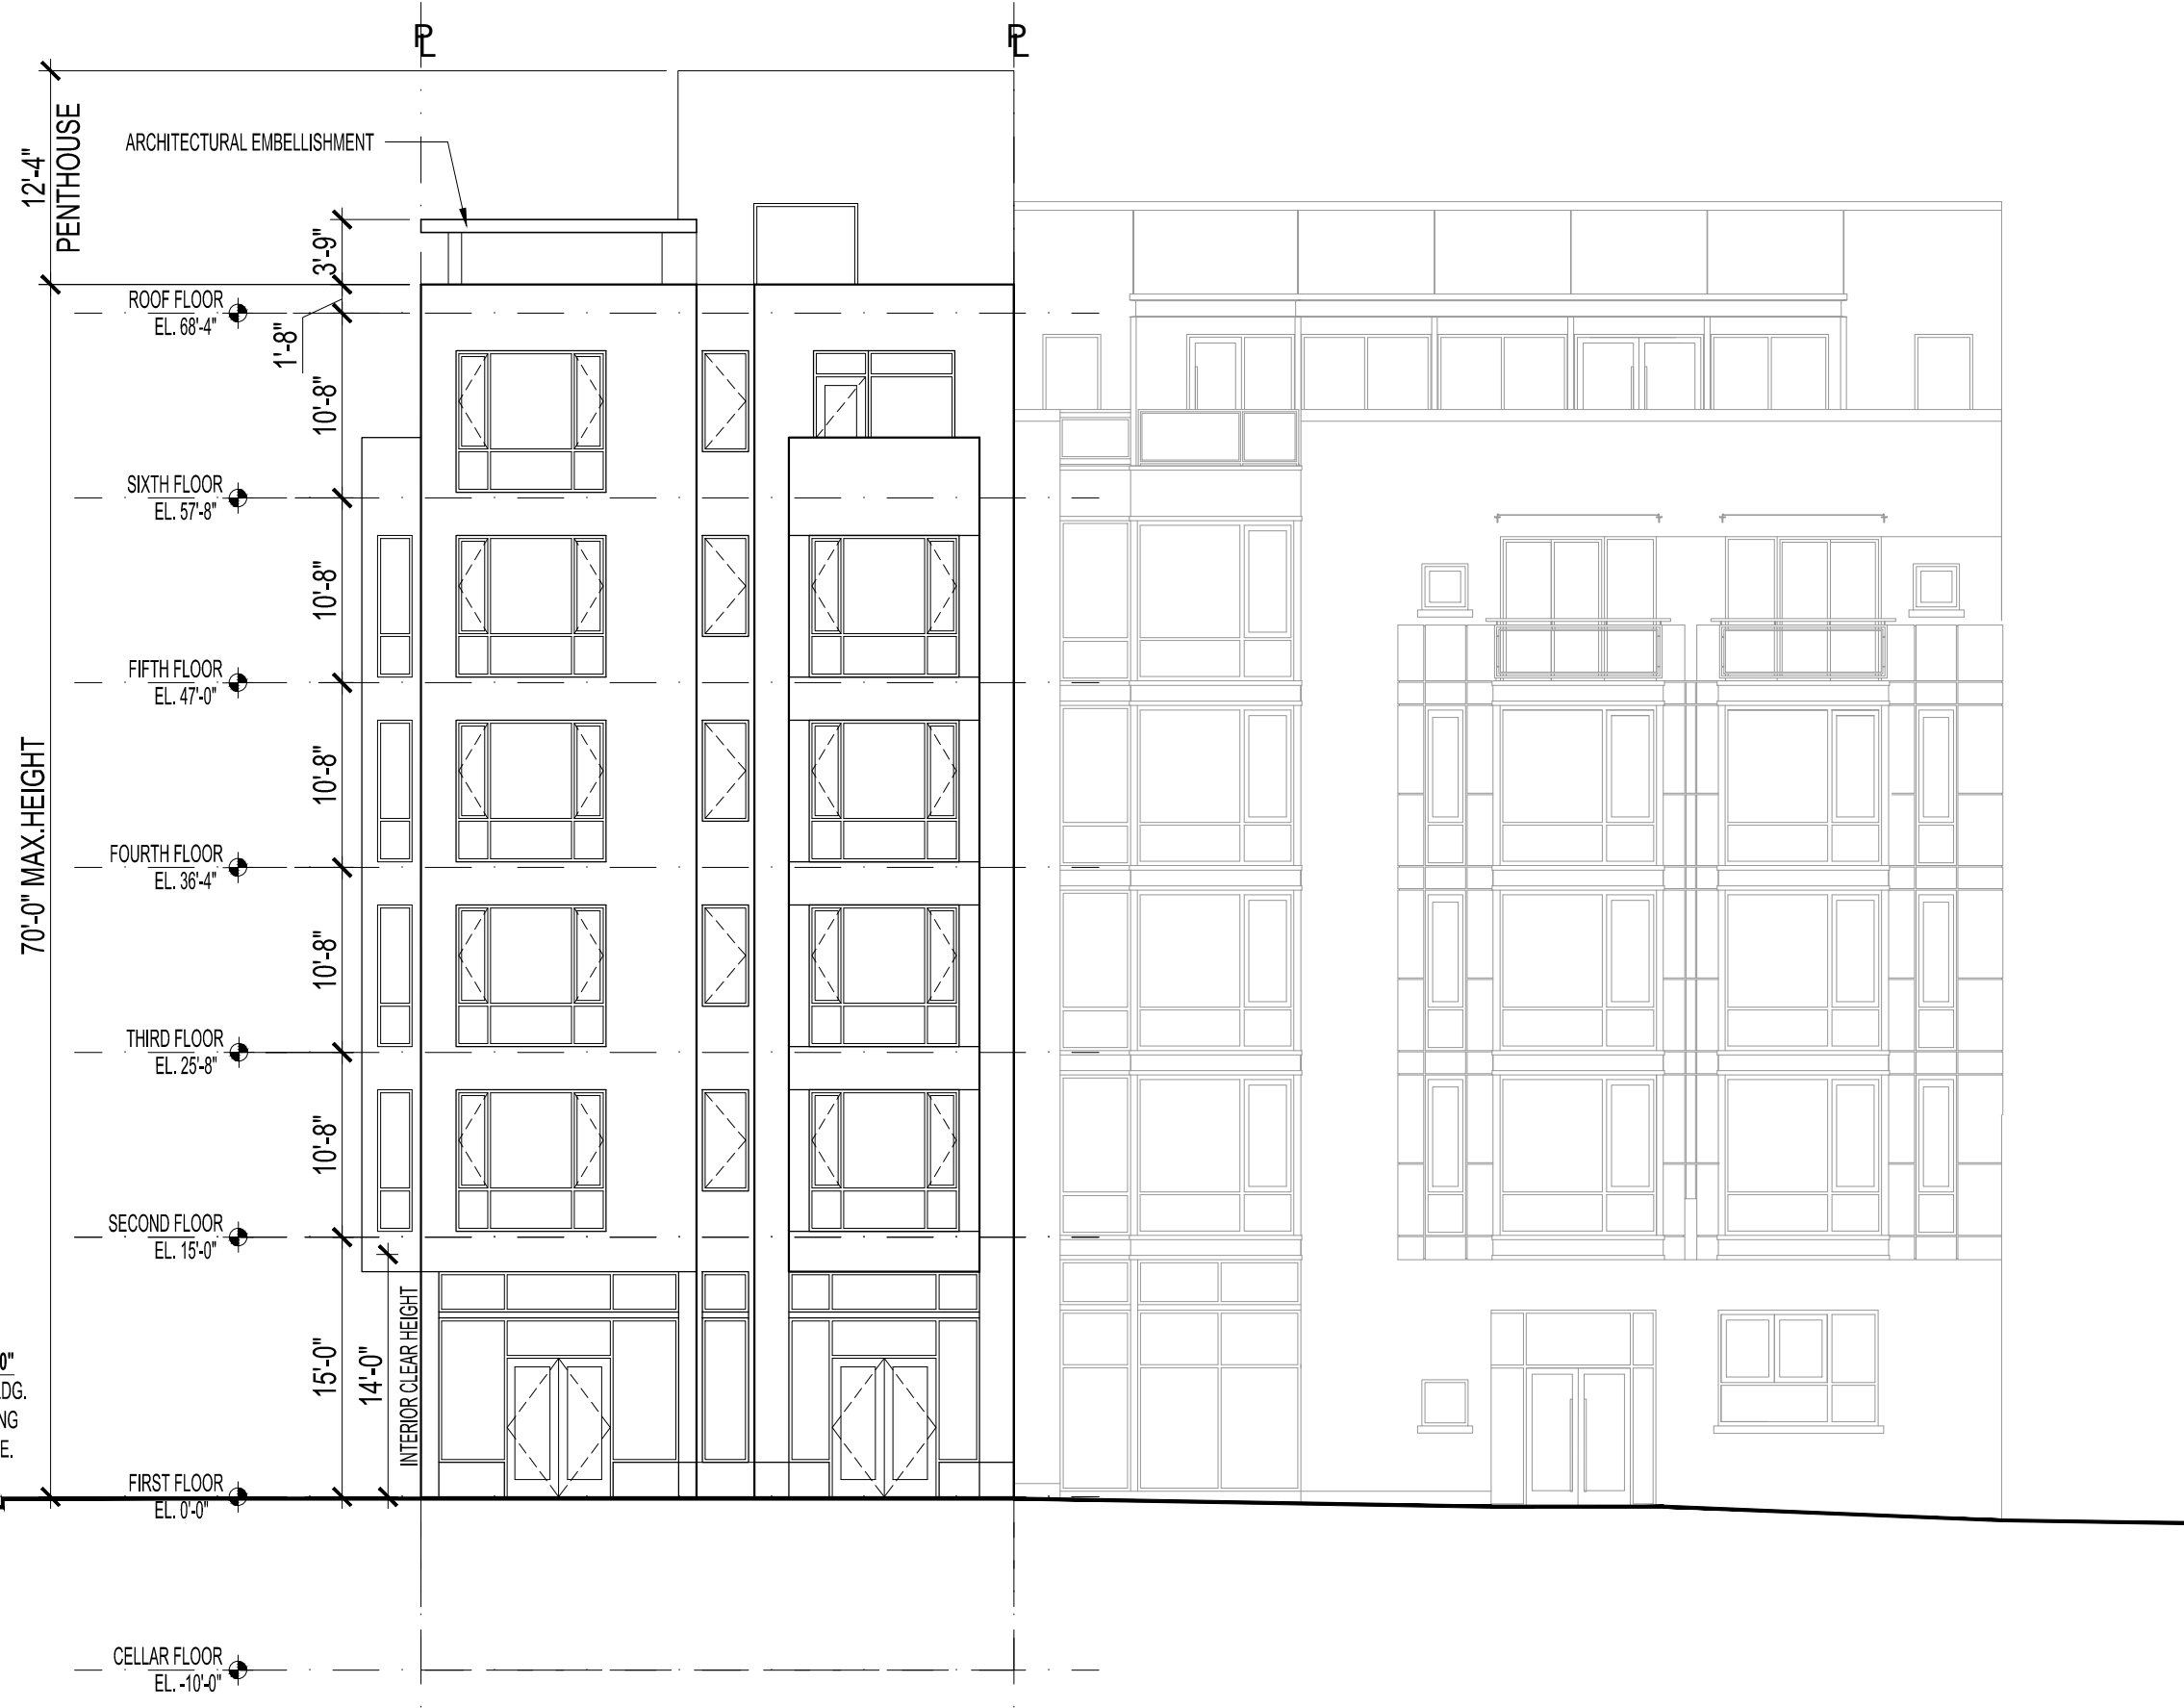 PL
PL
12'-4"
PENTHOUSE
ARCHITECTURAL EMBELLISHMENT
3'-9"
ROOF FLOOR
EL. 68'-4"
1'-8"
10'-8"
SIXTH FLOOR
EL. 57'-8"
10'-8"
FIFTH FLOOR
EL. 47'-0"
70'-0" MAX.HEIGHT
10'-8"
FOURTH FLOOR
EL. 36'-4"
10'-8"
THIRD FLOOR
EL. 25'-8"
10'-8"
SECOND FLOOR
EL. 15'-0"
15'-0"
14'-0"
INTERIOR CLEAR HEIGHT
0"
DG.
NG
E.
FIRST FLOOR
EL. 0'-0"
CELLAR FLOOR
EL. -10'-0"